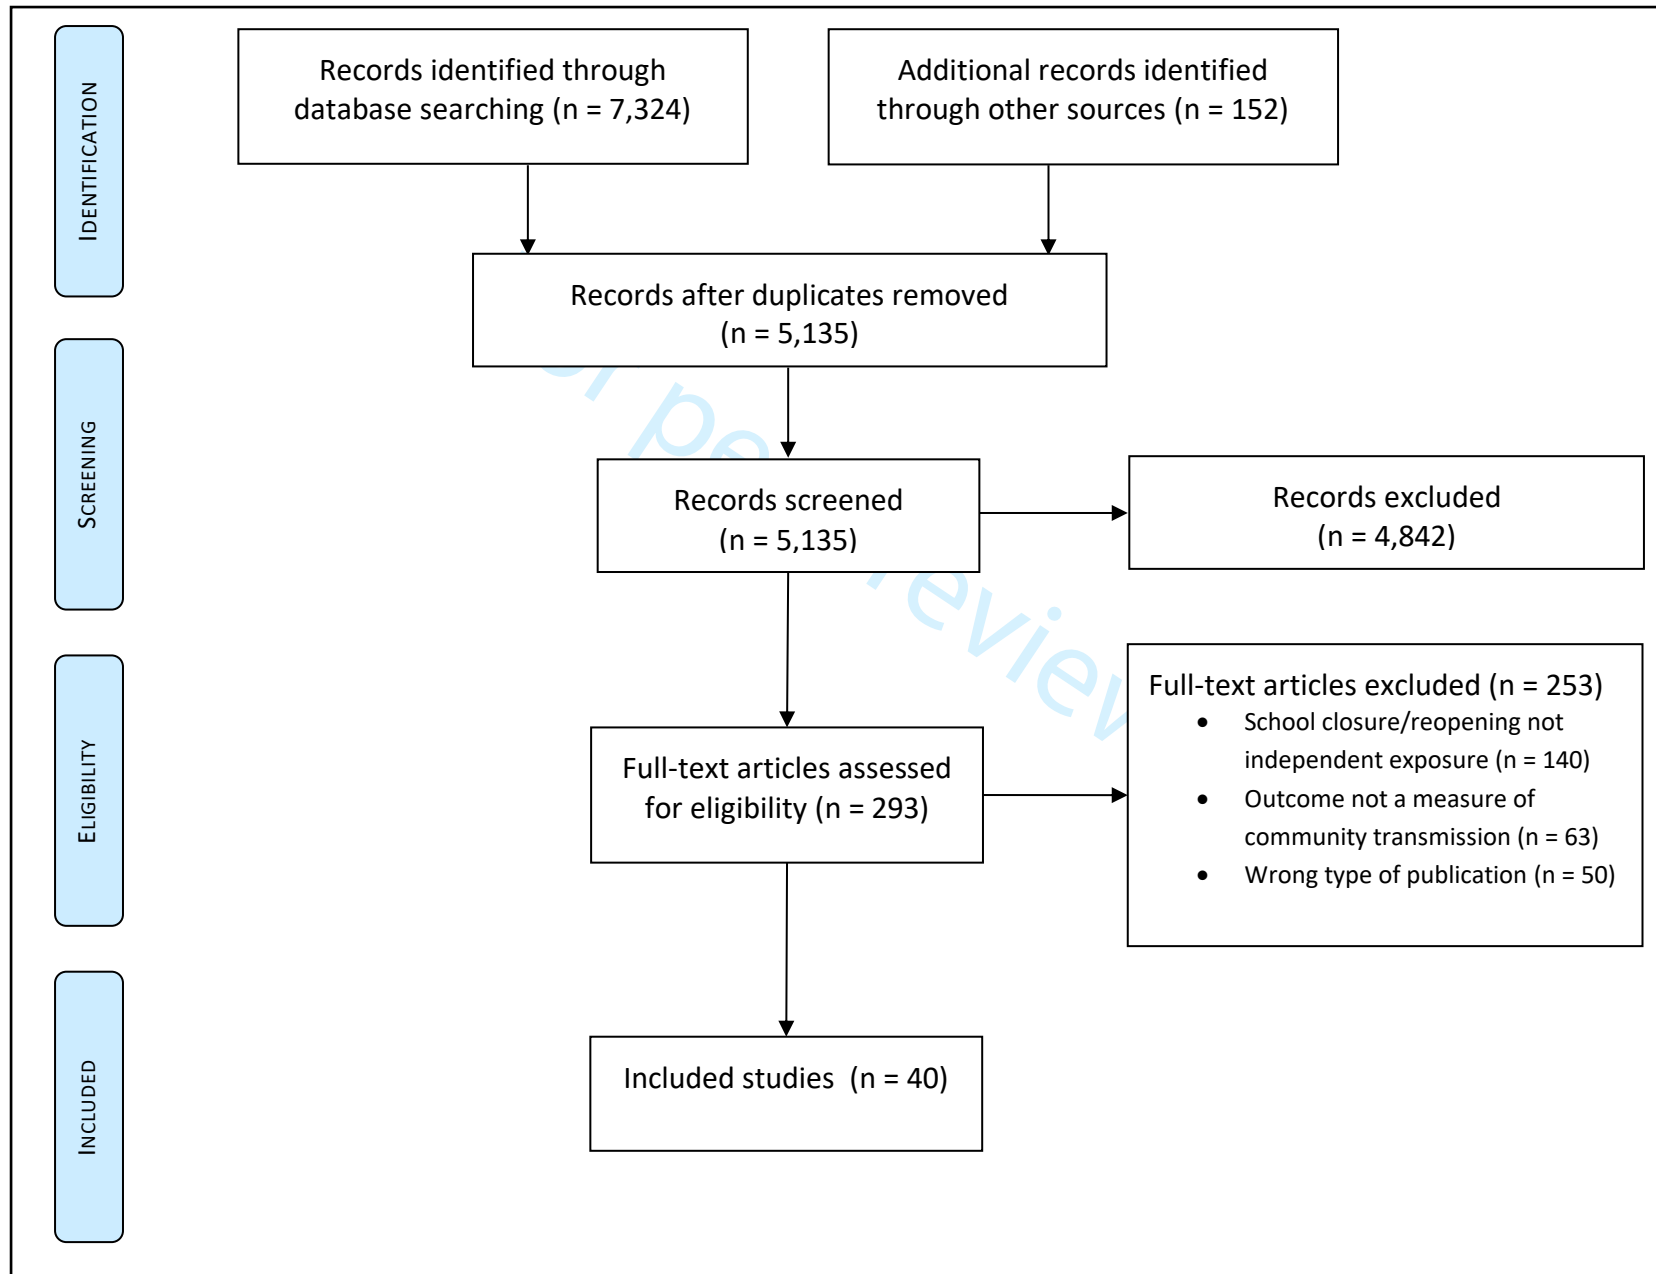 IDENTIFICATION
Records identified through
database searching (n = 7,324)
Additional records identified
through other sources (n = 152)
Records after duplicates removed
(n = 5,135)
SCREENING
Records screened
(n = 5,135)
Records excluded
(n = 4,842)
ELIGIBILITY
Full-text articles assessed
for eligibility (n = 293)
Full-text articles excluded (n = 253)
• School closure/reopening not
independent exposure (n = 140)
• Outcome not a measure of
community transmission (n = 63)
• Wrong type of publication (n = 50)
INCLUDED
Included studies (n = 40)
review